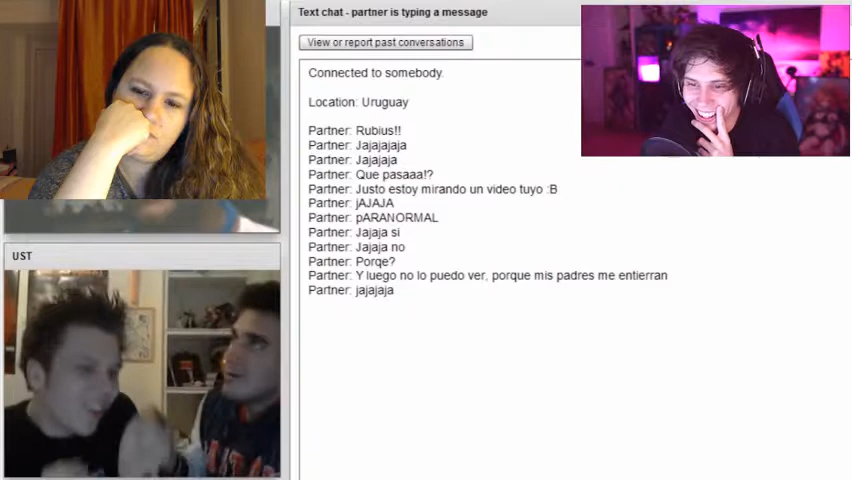 Text chat - partner is typing a message
View or report past conversations
Connected to somebody.
Location: Uruguay
Partner: Rubius!!
Partner: Jajajajaja
Partner: Jajajaja
Partner: Que pasaaa!?
Partner: Justo estoy mirando un video tuyo :B
Partner: jAJAJA
Partner: pARANORMAL
Partner: Jajaja si
Partner: Jajaja no
Partner: Porqe?
Partner: Y luego no lo puedo ver, porque mis padres me entierran
Partner: jajajaja
UST